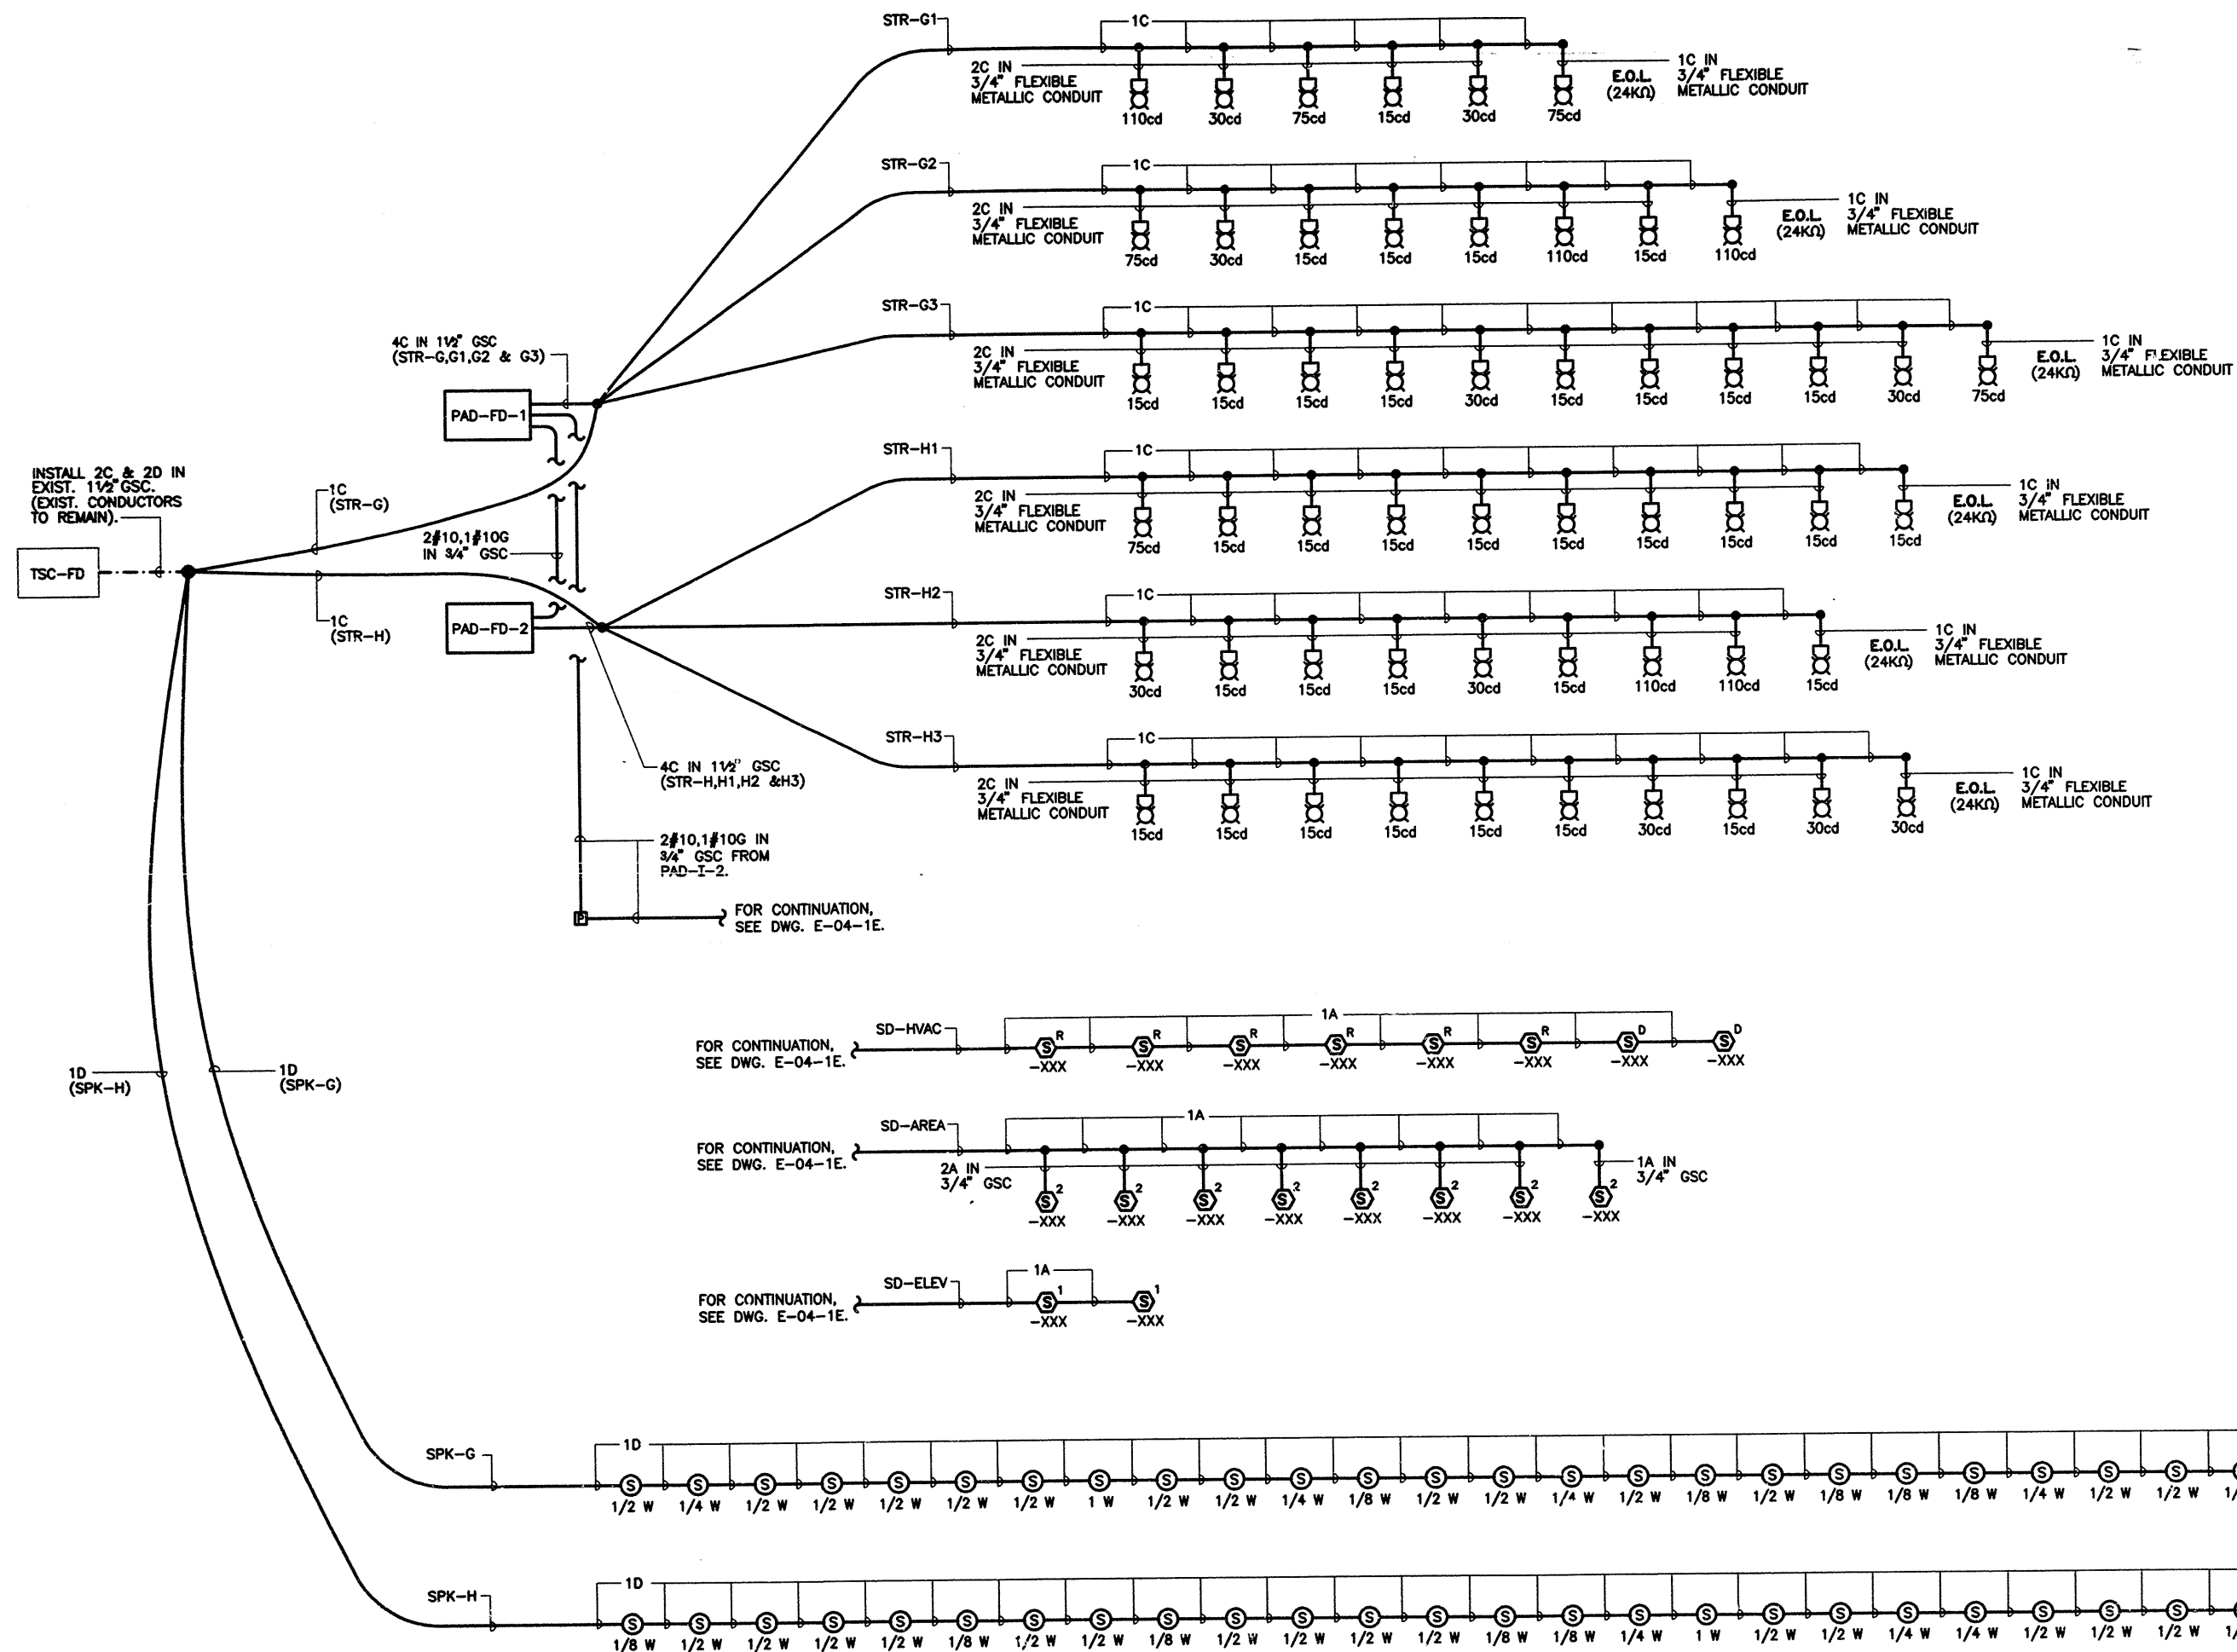 STR-G1
1C
2C IN
3/4" FLEXIBLE
METALLIC CONDUIT
110cd 30cd 75cd 15cd 30cd 75cd
E.O.L.
(24KΩ)
1C IN
3/4" FLEXIBLE
METALLIC CONDUIT
STR-G2
1C
2C IN
3/4" FLEXIBLE
METALLIC CONDUIT
75cd 30cd 15cd 15cd 15cd 110cd 15cd 110cd
E.O.L.
(24KΩ)
1C IN
3/4" FLEXIBLE
METALLIC CONDUIT
STR-G3
1C
2C IN
3/4" FLEXIBLE
METALLIC CONDUIT
15cd 15cd 15cd 15cd 30cd 15cd 15cd 15cd 15cd 30cd 75cd
E.O.L.
(24KΩ)
1C IN
3/4" FLEXIBLE
METALLIC CONDUIT
4C IN 1½" GSC
(STR-G,G1,G2 & G3)
PAD-FD-1
STR-H1
1C
2C IN
3/4" FLEXIBLE
METALLIC CONDUIT
75cd 15cd 15cd 15cd 15cd 15cd 15cd 15cd 15cd 15cd
E.O.L.
(24KΩ)
1C IN
3/4" FLEXIBLE
METALLIC CONDUIT
INSTALL 2C & 2D IN
EXIST. 1½" GSC.
(EXIST. CONDUCTORS
TO REMAIN).
1C
(STR-G)
2#10,1#10G
IN 3/4" GSC
TSC-FD
1C
(STR-H)
PAD-FD-2
STR-H2
1C
2C IN
3/4" FLEXIBLE
METALLIC CONDUIT
30cd 15cd 15cd 15cd 30cd 15cd 110cd 110cd 15cd
E.O.L.
(24KΩ)
1C IN
3/4" FLEXIBLE
METALLIC CONDUIT
STR-H3
1C
2C IN
3/4" FLEXIBLE
METALLIC CONDUIT
15cd 15cd 15cd 15cd 15cd 15cd 30cd 15cd 30cd 30cd
E.O.L.
(24KΩ)
1C IN
3/4" FLEXIBLE
METALLIC CONDUIT
4C IN 1½" GSC
(STR-H,H1,H2 &H3)
2#10,1#10G IN
3/4" GSC FROM
PAD-I-2.
P
FOR CONTINUATION,
SEE DWG. E-04-1E.
SD-HVAC
1A
FOR CONTINUATION,
SEE DWG. E-04-1E.
S R S R S R S R S R S R S D S D
-XXX -XXX -XXX -XXX -XXX -XXX -XXX -XXX
1D
(SPK-H)
1D
(SPK-G)
SD-AREA
1A
FOR CONTINUATION,
SEE DWG. E-04-1E.
2A IN
3/4" GSC
1A IN
3/4" GSC
S 2 S 2 S 2 S 2 S 2 S 2 S 2 S 2
-XXX -XXX -XXX -XXX -XXX -XXX -XXX -XXX
SD-ELEV
1A
FOR CONTINUATION,
SEE DWG. E-04-1E.
S 1 S 1
-XXX -XXX
SPK-G
1D
S S S S S S S S S S S S S S S S S S S S S S S S
1/2 W 1/4 W 1/2 W 1/2 W 1/2 W 1/2 W 1/2 W 1 W 1/2 W 1/2 W 1/4 W 1/8 W 1/2 W 1/2 W 1/4 W 1/2 W 1/8 W 1/2 W 1/8 W 1/8 W 1/8 W 1/4 W 1/2 W 1/2 W
SPK-H
1D
S S S S S S S S S S S S S S S S S S S S S S S S
1/8 W 1/2 W 1/2 W 1/2 W 1/2 W 1/8 W 1/2 W 1/2 W 1/8 W 1/2 W 1/2 W 1/2 W 1/2 W 1/8 W 1/8 W 1/4 W 1 W 1/2 W 1/2 W 1/4 W 1/4 W 1/2 W 1/2 W 1/2 W